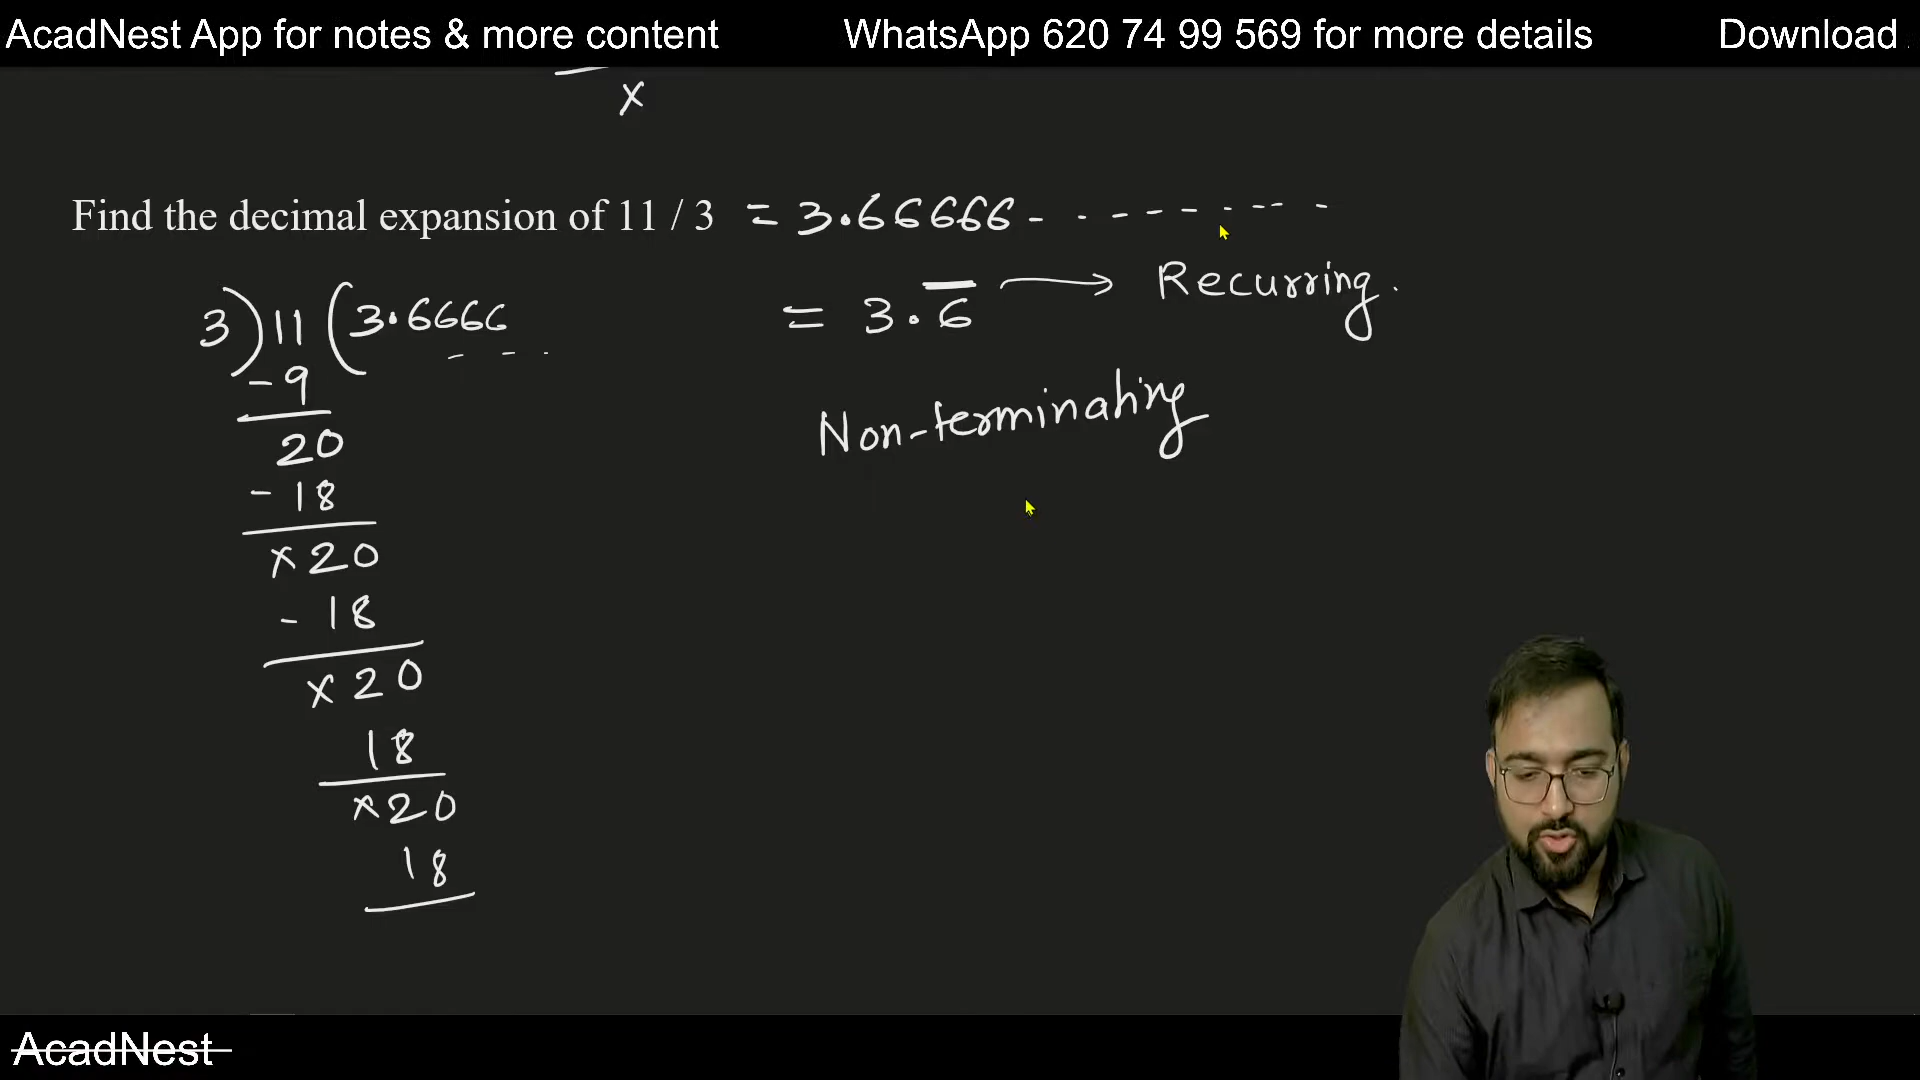 AcadNest App for notes & more content WhatsApp 620 74 99 569 for more details Download
x
Find the decimal expansion of 11 / 3 = 3.66666- - - - - - - - -
= 3.6̅ → Recurring.
3)11(3.6666 - - -
Non-terminating
-9
20
-18
x20
- 18
x20
18
x20
18
AcadNest